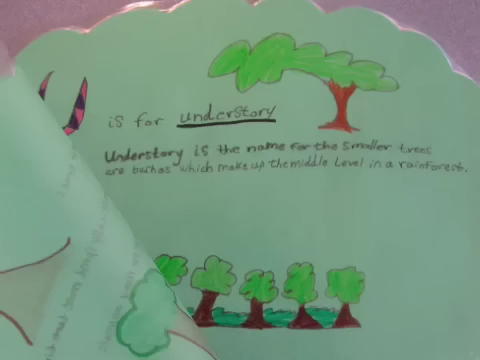 U is for understory
Understory is the name for the smaller trees
are bushas which make up the middle Level in a rainforest.